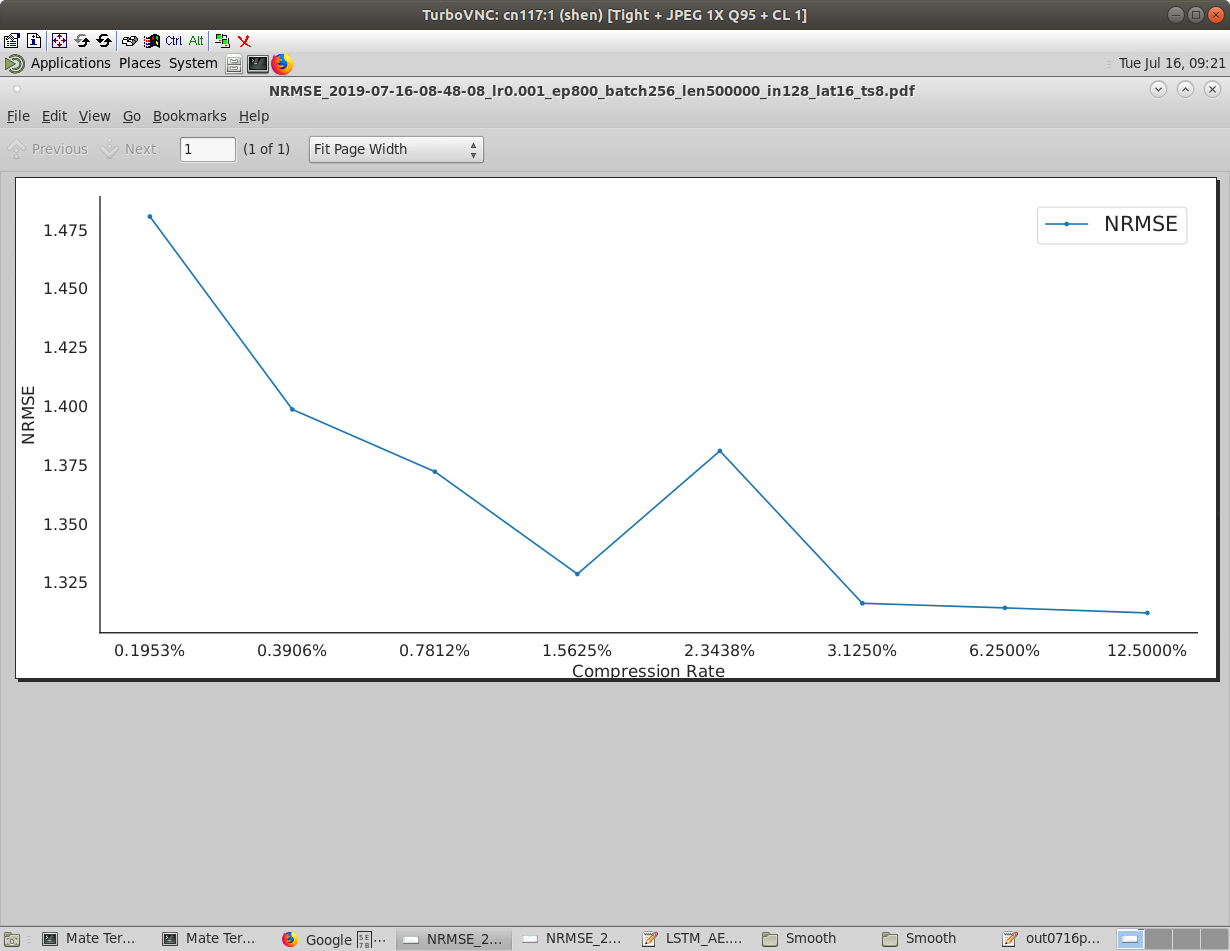 TurboVNC: cn117:1 (shen) [Tight + JPEG 1X Q95 + CL 1]
Ctrl Alt
Applications Places System Tue Jul 16, 09:21
NRMSE_2019-07-16-08-48-08_lr0.001_ep800_batch256_len500000_in128_lat16_ts8.pdf
File Edit View Go Bookmarks Help
Previous Next 1 (1 of 1) Fit Page Width
NRMSE
1.475
1.450
1.425
1.400
1.375
1.350
1.325
NRMSE
0.1953% 0.3906% 0.7812% 1.5625% 2.3438% 3.1250% 6.2500% 12.5000%
Compression Rate
Mate Ter... Mate Ter... Google ... NRMSE_2... NRMSE_2... LSTM_AE.... Smooth Smooth out0716p...